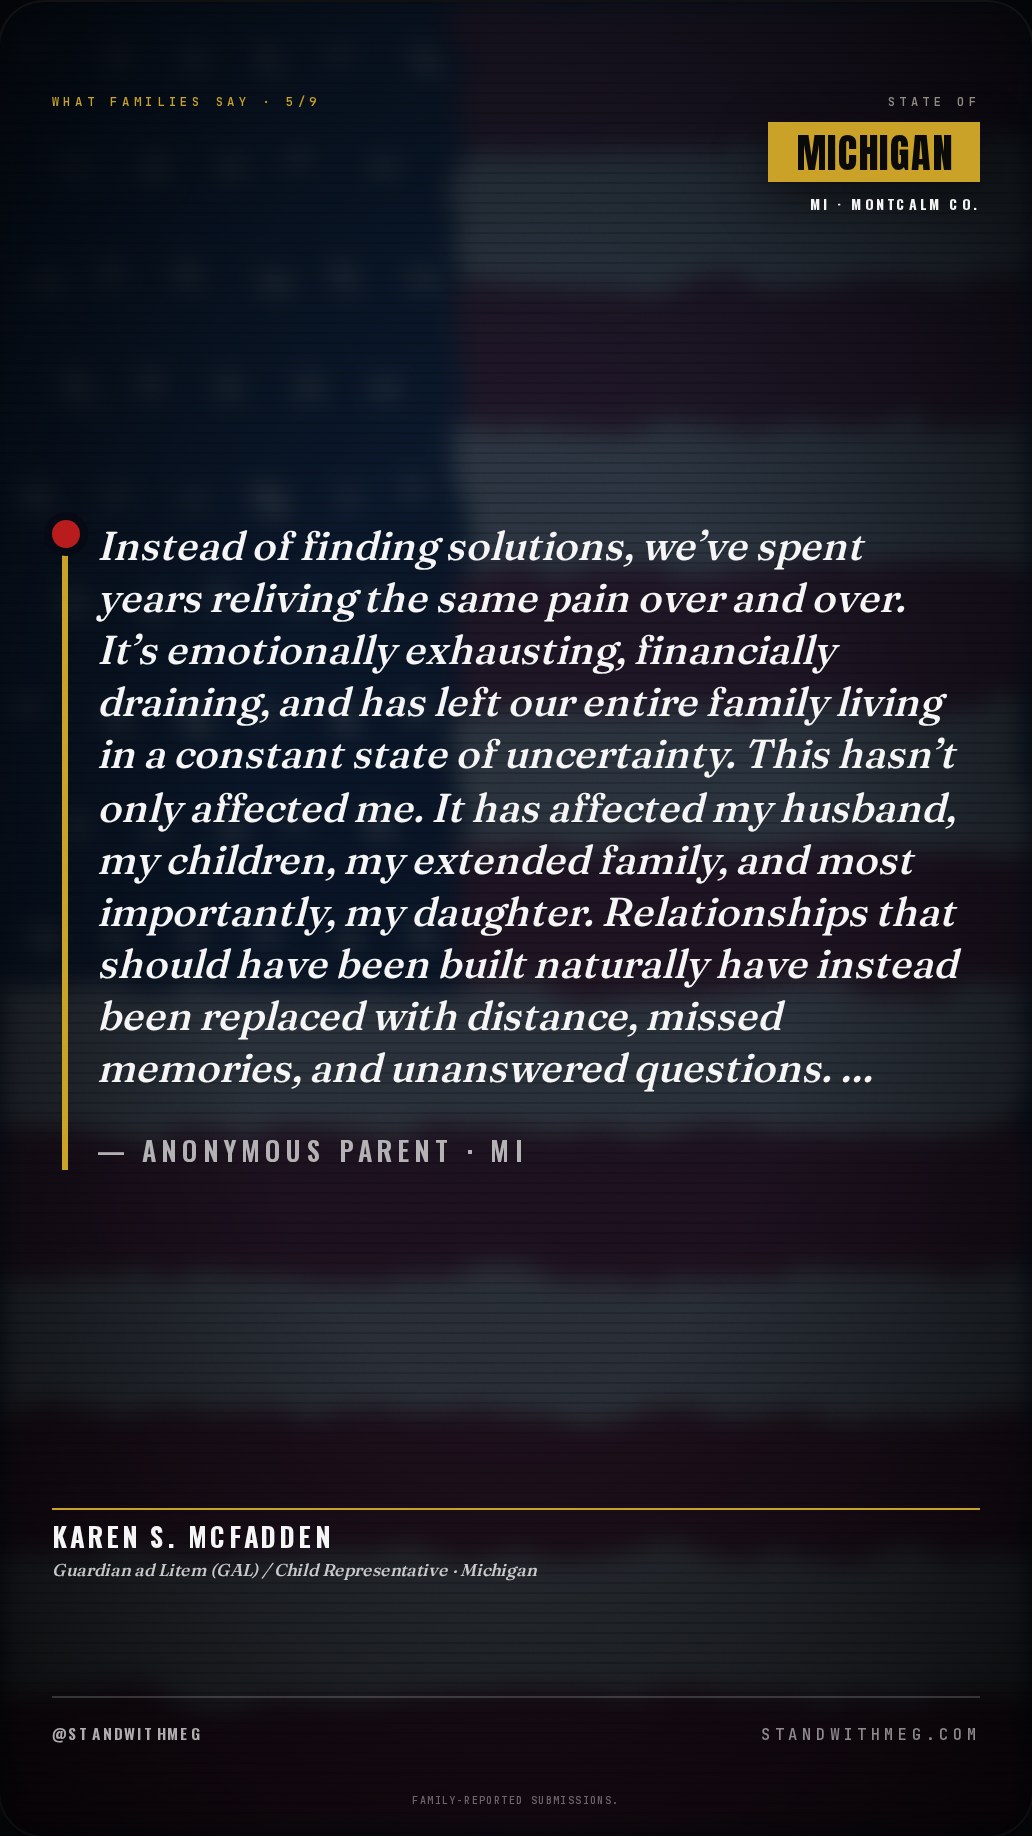 WHAT FAMILIES SAY · 5/9
STATE OF
MICHIGAN
MI · MONTCALM CO.
Instead of finding solutions, we’ve spent
years reliving the same pain over and over.
It’s emotionally exhausting, financially
draining, and has left our entire family living
in a constant state of uncertainty. This hasn’t
only affected me. It has affected my husband,
my children, my extended family, and most
importantly, my daughter. Relationships that
should have been built naturally have instead
been replaced with distance, missed
memories, and unanswered questions. ...
— ANONYMOUS PARENT · MI
KAREN S. MCFADDEN
Guardian ad Litem (GAL) / Child Representative · Michigan
@STANDWITHMEG
STANDWITHMEG.COM
FAMILY-REPORTED SUBMISSIONS.